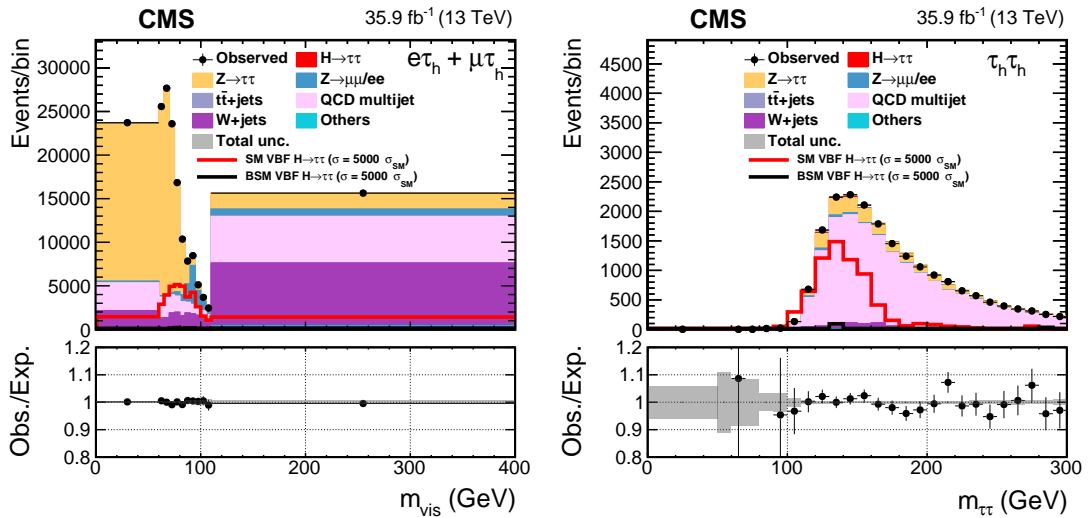 CMS 35.9 fb⁻¹ (13 TeV)
Events/bin
eτh + μτh
Observed H→ττ
Z→ττ Z→μμ/ee
tt̄+jets QCD multijet
W+jets Others
Total unc.
SM VBF H→ττ (σ = 5000 σSM)
BSM VBF H→ττ (σ = 5000 σSM)
30000
25000
20000
15000
10000
5000
0
Obs./Exp.
1.2
1.1
1
0.9
0.8
0 100 200 300 400
mvis (GeV)
CMS 35.9 fb⁻¹ (13 TeV)
Events/bin
τhτh
Observed H→ττ
Z→ττ Z→μμ/ee
tt̄+jets QCD multijet
W+jets Others
Total unc.
SM VBF H→ττ (σ = 5000 σSM)
BSM VBF H→ττ (σ = 5000 σSM)
4500
4000
3500
3000
2500
2000
1500
1000
500
0
Obs./Exp.
1.2
1.1
1
0.9
0.8
0 100 200 300
mττ (GeV)